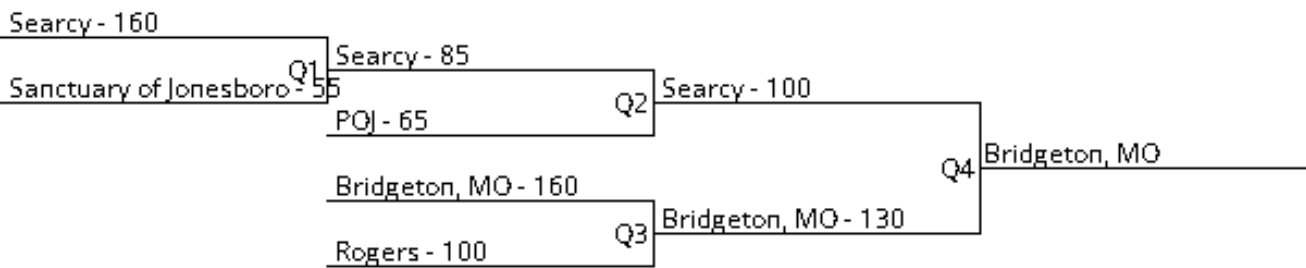 Searcy - 160
Q1
Sanctuary of Jonesboro - 55
Searcy - 85
Q2
POJ - 65
Searcy - 100
Q4
Bridgeton, MO
Bridgeton, MO - 160
Q3
Rogers - 100
Bridgeton, MO - 130